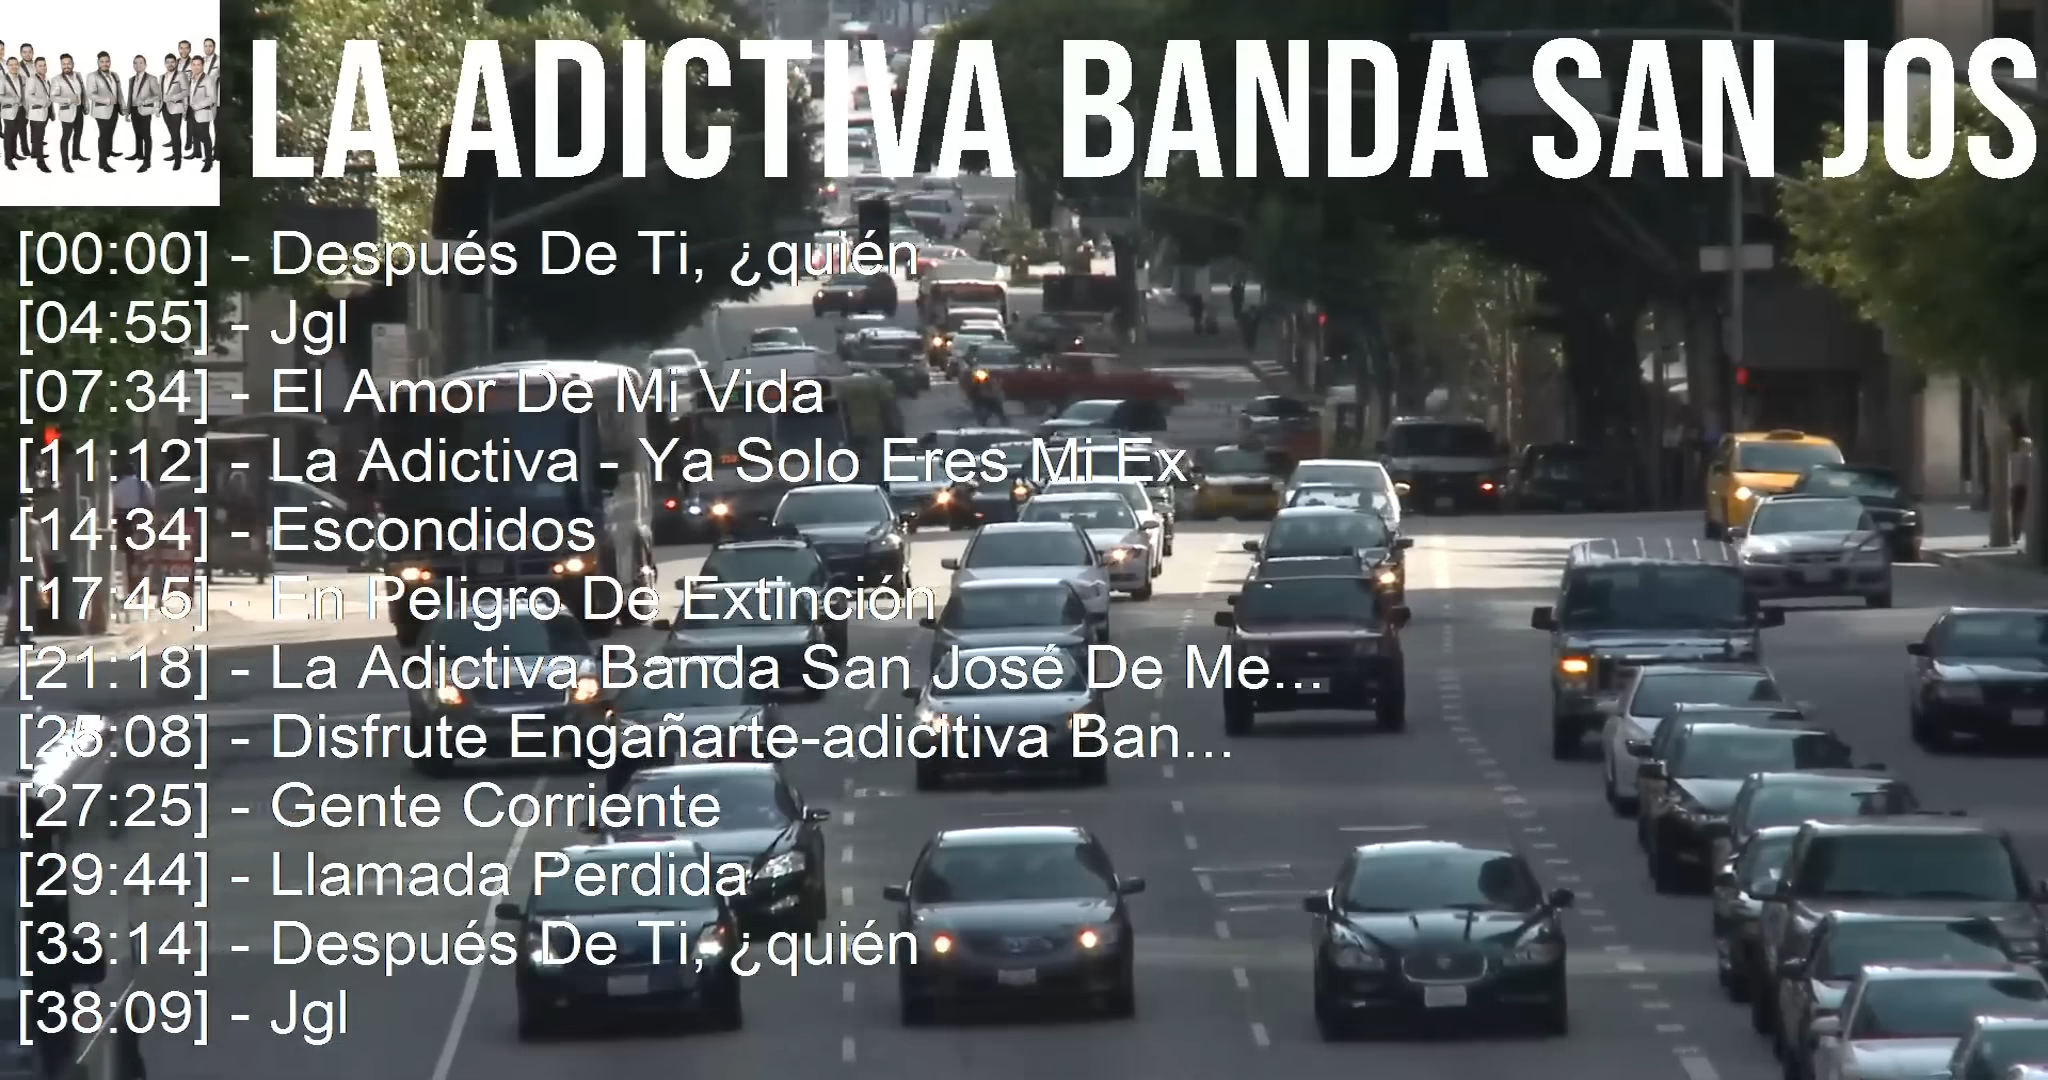 LA ADICTIVA BANDA SAN JOS
[00:00] - Después De Ti, ¿quién
[04:55] - Jgl
[07:34] - El Amor De Mi Vida
[11:12] - La Adictiva - Ya Solo Eres Mi Ex
[14:34] - Escondidos
[17:45] - En Peligro De Extinción
[21:18] - La Adictiva Banda San José De Me...
[25:08] - Disfrute Engañarte-adicitiva Ban...
[27:25] - Gente Corriente
[29:44] - Llamada Perdida
[33:14] - Después De Ti, ¿quién
[38:09] - Jgl